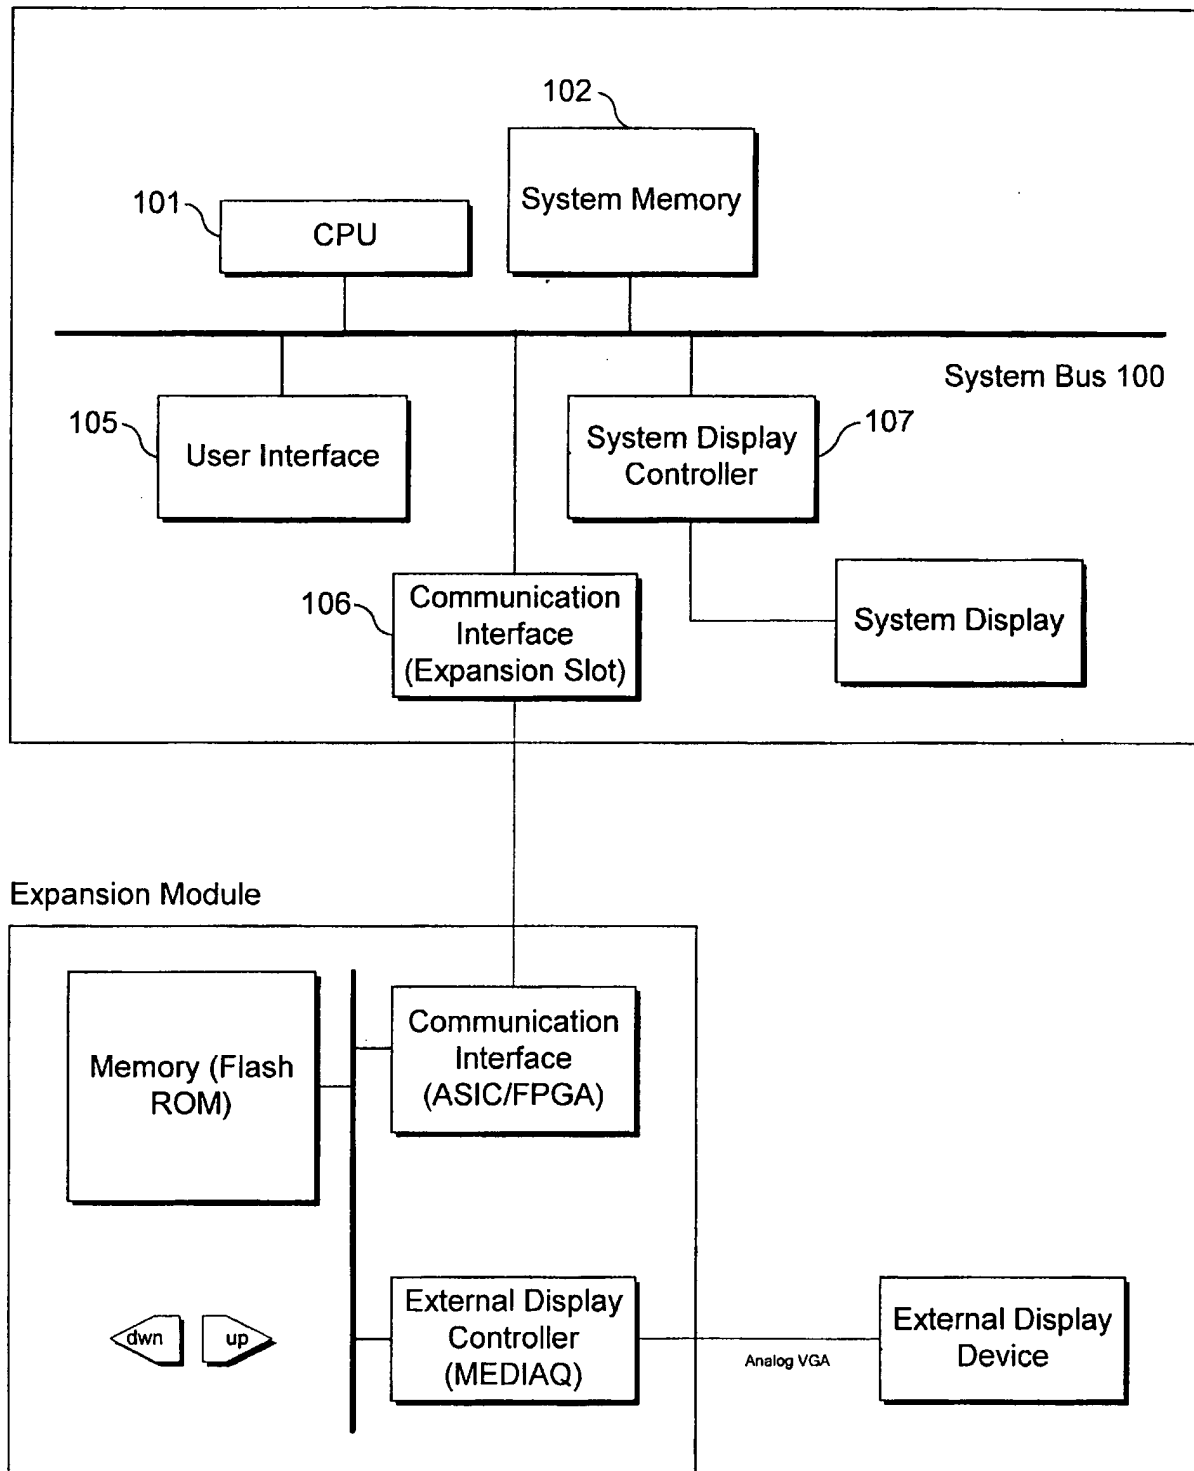 102
System Memory
101
CPU
System Bus 100
105
User Interface
System Display
Controller
107
106
Communication
Interface
(Expansion Slot)
System Display
Expansion Module
Memory (Flash
ROM)
Communication
Interface
(ASIC/FPGA)
dwn
up
External Display
Controller
(MEDIAQ)
Analog VGA
External Display
Device